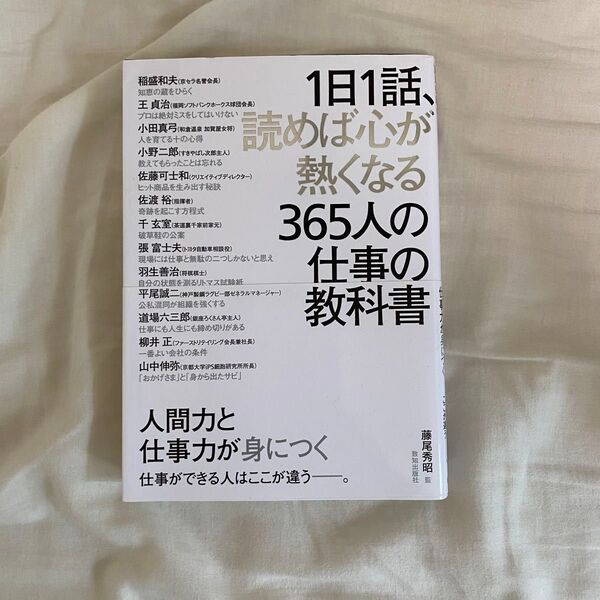 1日1話、
読めば心が
熱くなる
365人の
仕事の
教科書
稲盛和夫(京セラ名誉会長)
知恵の蔵をひらく
王 貞治(福岡ソフトバンクホークス球団会長)
プロは絶対ミスをしてはいけない
小田真弓(和倉温泉 加賀屋女将)
人を育てる十の心得
小野二郎(すきやばし次郎主人)
教えてもらったことは忘れる
佐藤可士和(クリエイティブディレクター)
ヒット商品を生み出す秘訣
佐渡 裕(指揮者)
奇跡を起こす方程式
千 玄室(茶道裏千家前家元)
破草鞋の公案
張 富士夫(トヨタ自動車相談役)
現場には仕事と無駄の二つしかないと思え
羽生善治(将棋棋士)
自分の状態を測るリトマス試験紙
平尾誠二(神戸製鋼ラグビー部ゼネラルマネージャー)
公私混同が組織を強くする
道場六三郎(銀座ろくさん亭主人)
仕事にも人生にも締め切りがある
柳井 正(ファーストリテイリング会長兼社長)
一番よい会社の条件
山中伸弥(京都大学iPS細胞研究所所長)
「おかげさま」と「身から出たサビ」
人間力と
仕事力が身につく
仕事ができる人はここが違う――。
藤尾秀昭 監
致知出版社